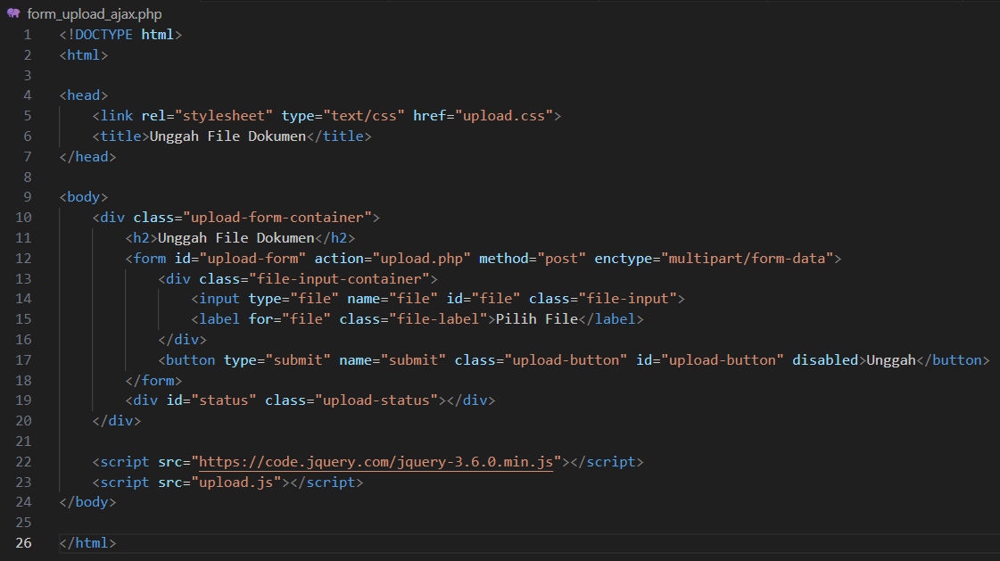 form_upload_ajax.php
1 <!DOCTYPE html>
2 <html>
3
4 <head>
5     <link rel="stylesheet" type="text/css" href="upload.css">
6     <title>Unggah File Dokumen</title>
7 </head>
8
9 <body>
10     <div class="upload-form-container">
11         <h2>Unggah File Dokumen</h2>
12         <form id="upload-form" action="upload.php" method="post" enctype="multipart/form-data">
13             <div class="file-input-container">
14                 <input type="file" name="file" id="file" class="file-input">
15                 <label for="file" class="file-label">Pilih File</label>
16             </div>
17             <button type="submit" name="submit" class="upload-button" id="upload-button" disabled>Unggah</button>
18         </form>
19         <div id="status" class="upload-status"></div>
20     </div>
21
22     <script src="https://code.jquery.com/jquery-3.6.0.min.js"></script>
23     <script src="upload.js"></script>
24 </body>
25
26 </html>